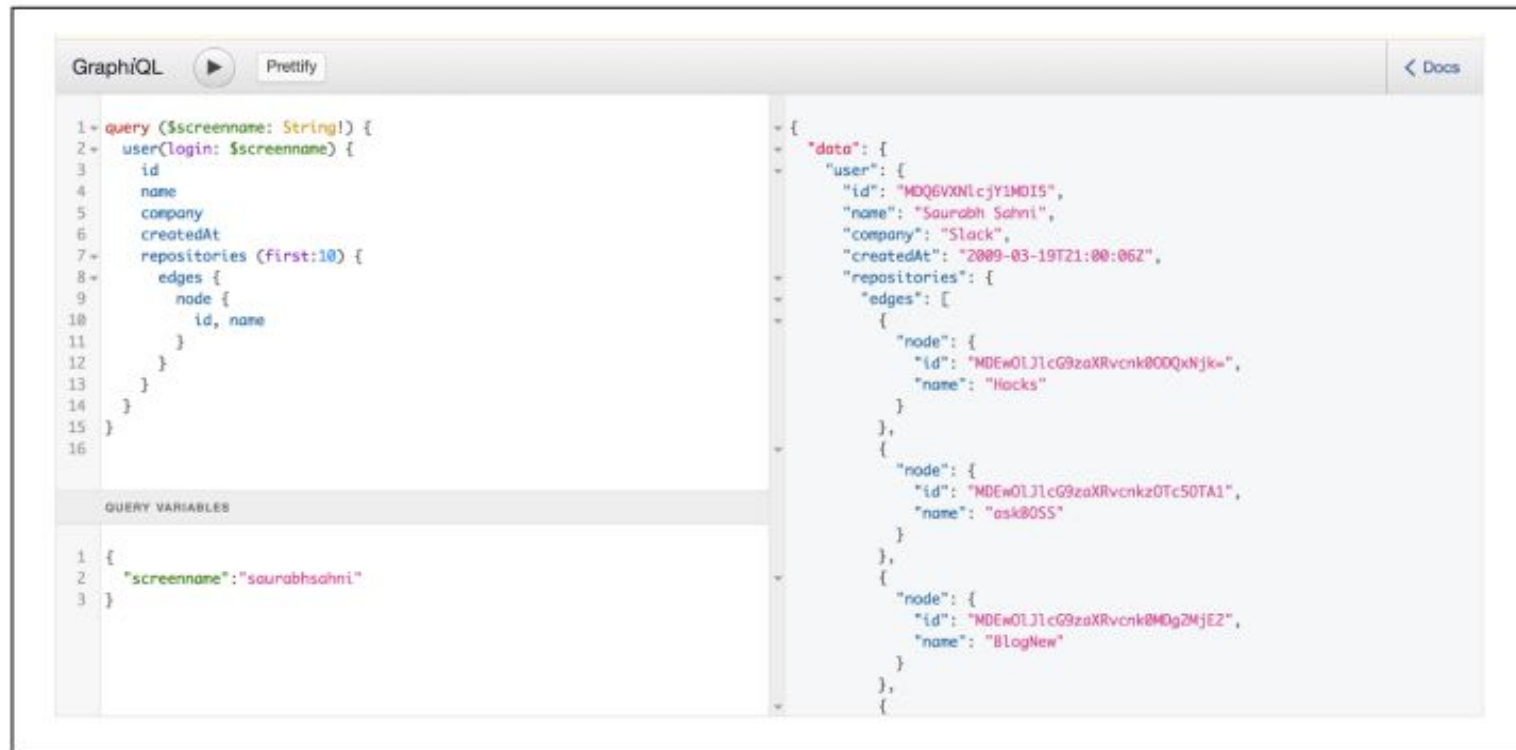 GraphiQL
Prettify
< Docs
1 query ($screenname: String!) {
2 user(login: $screenname) {
3 id
4 name
5 company
6 createdAt
7 repositories (first:10) {
8 edges {
9 node {
10 id, name
11 }
12 }
13 }
14 }
15 }
16
QUERY VARIABLES
1 {
2 "screenname":"saurabhsahni"
3 }
{
"data": {
"user": {
"id": "MDQ6VXNlcjY1MDI5",
"name": "Saurabh Sahni",
"company": "Slack",
"createdAt": "2009-03-19T21:00:06Z",
"repositories": {
"edges": [
{
"node": {
"id": "MDEwOlJlcG9zaXRvcnk0ODQxNjk=",
"name": "Hacks"
}
},
{
"node": {
"id": "MDEwOlJlcG9zaXRvcnkzOTc5OTA1",
"name": "askBOSS"
}
},
{
"node": {
"id": "MDEwOlJlcG9zaXRvcnk0MDg2MjE2",
"name": "BlogNew"
}
},
{